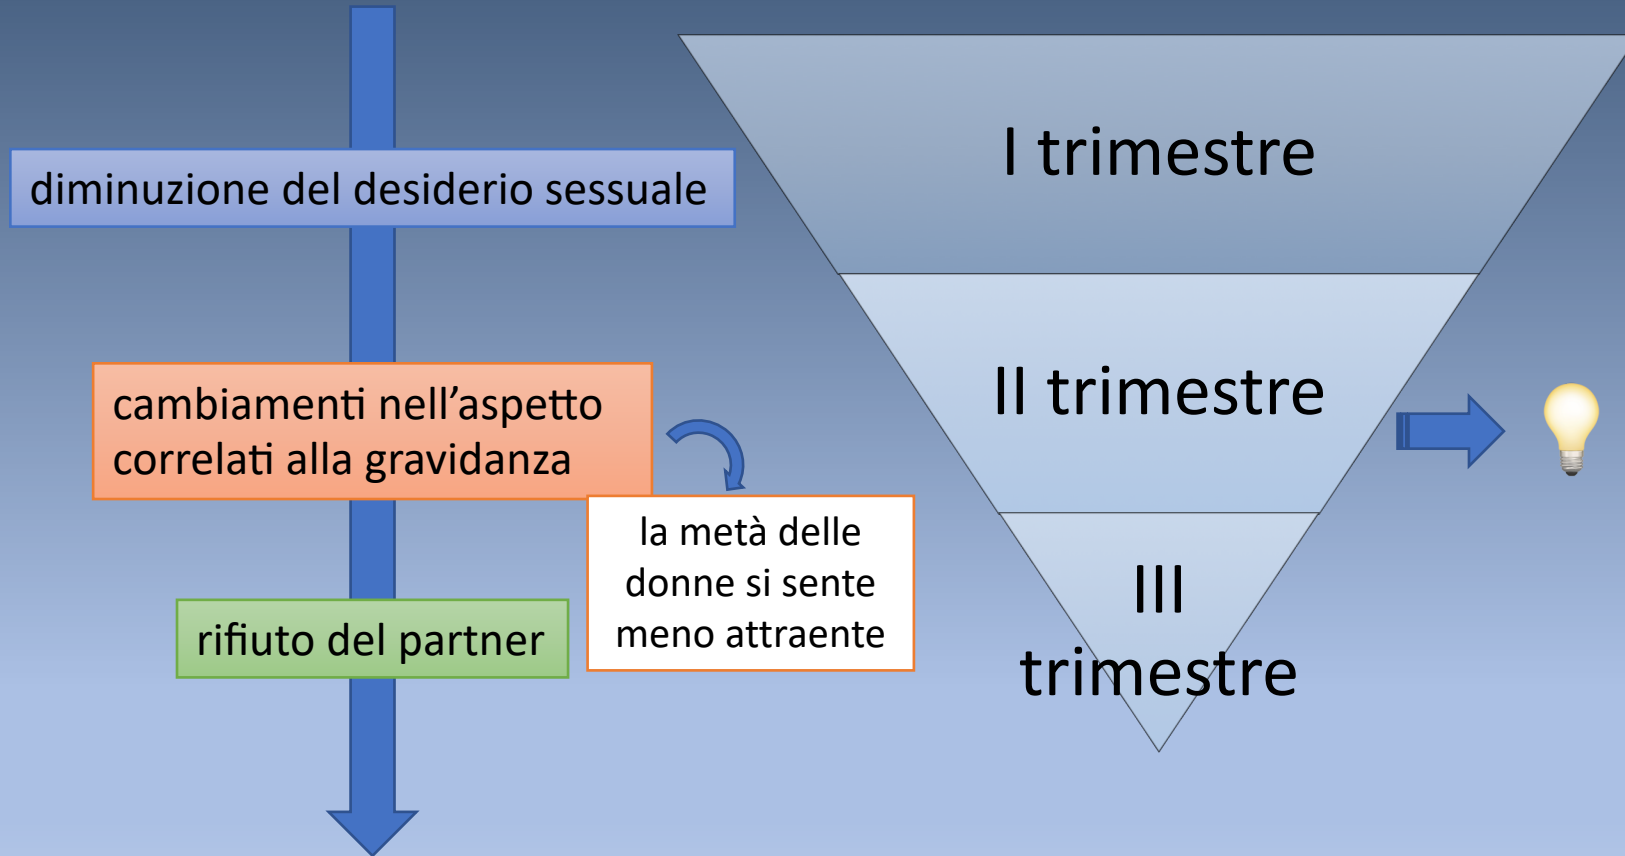 diminuzione del desiderio sessuale
cambiamenti nell'aspetto
correlati alla gravidanza
la metà delle
donne si sente
meno attraente
rifiuto del partner
I trimestre
II trimestre
III
trimestre